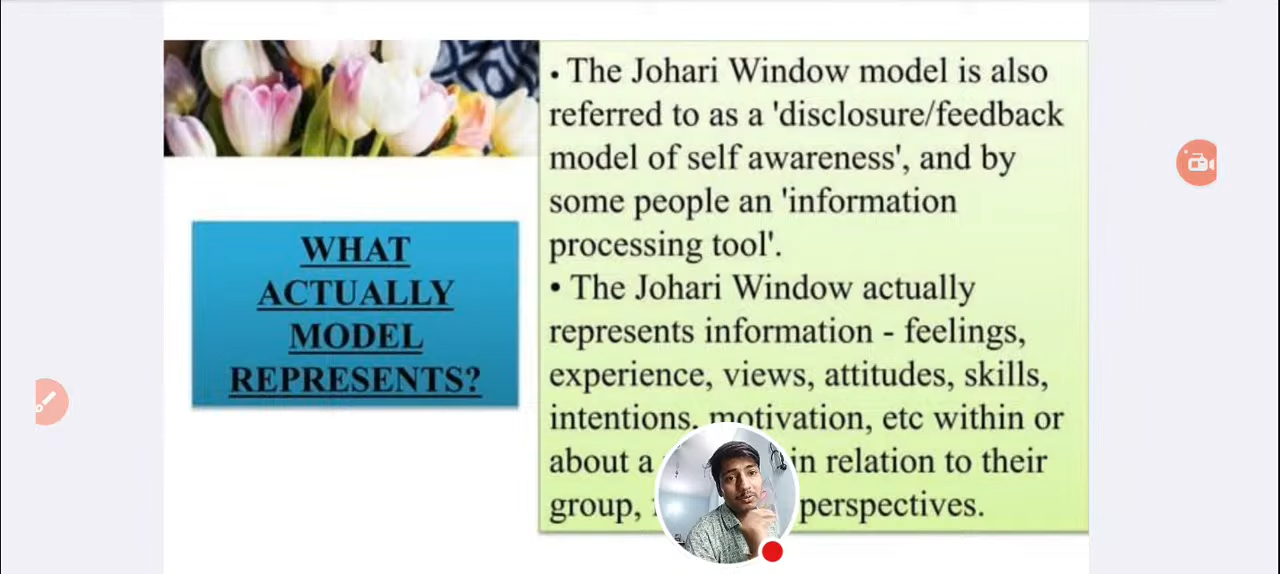 WHAT
ACTUALLY
MODEL
REPRESENTS?
• The Johari Window model is also
referred to as a 'disclosure/feedback
model of self awareness', and by
some people an 'information
processing tool'.
• The Johari Window actually
represents information - feelings,
experience, views, attitudes, skills,
intentions, motivation, etc within or
about a in relation to their
group, perspectives.